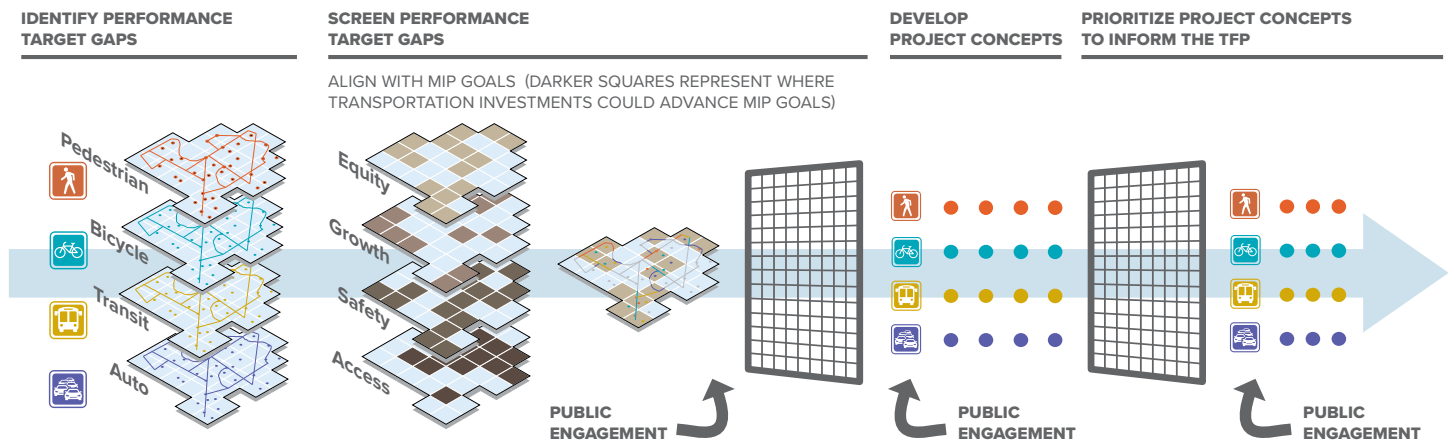 IDENTIFY PERFORMANCE
TARGET GAPS
SCREEN PERFORMANCE
TARGET GAPS
ALIGN WITH MIP GOALS (DARKER SQUARES REPRESENT WHERE
TRANSPORTATION INVESTMENTS COULD ADVANCE MIP GOALS)
DEVELOP
PROJECT CONCEPTS
PRIORITIZE PROJECT CONCEPTS
TO INFORM THE TFP
Pedestrian
Bicycle
Transit
Auto
Equity
Growth
Safety
Access
PUBLIC
ENGAGEMENT
PUBLIC
ENGAGEMENT
PUBLIC
ENGAGEMENT